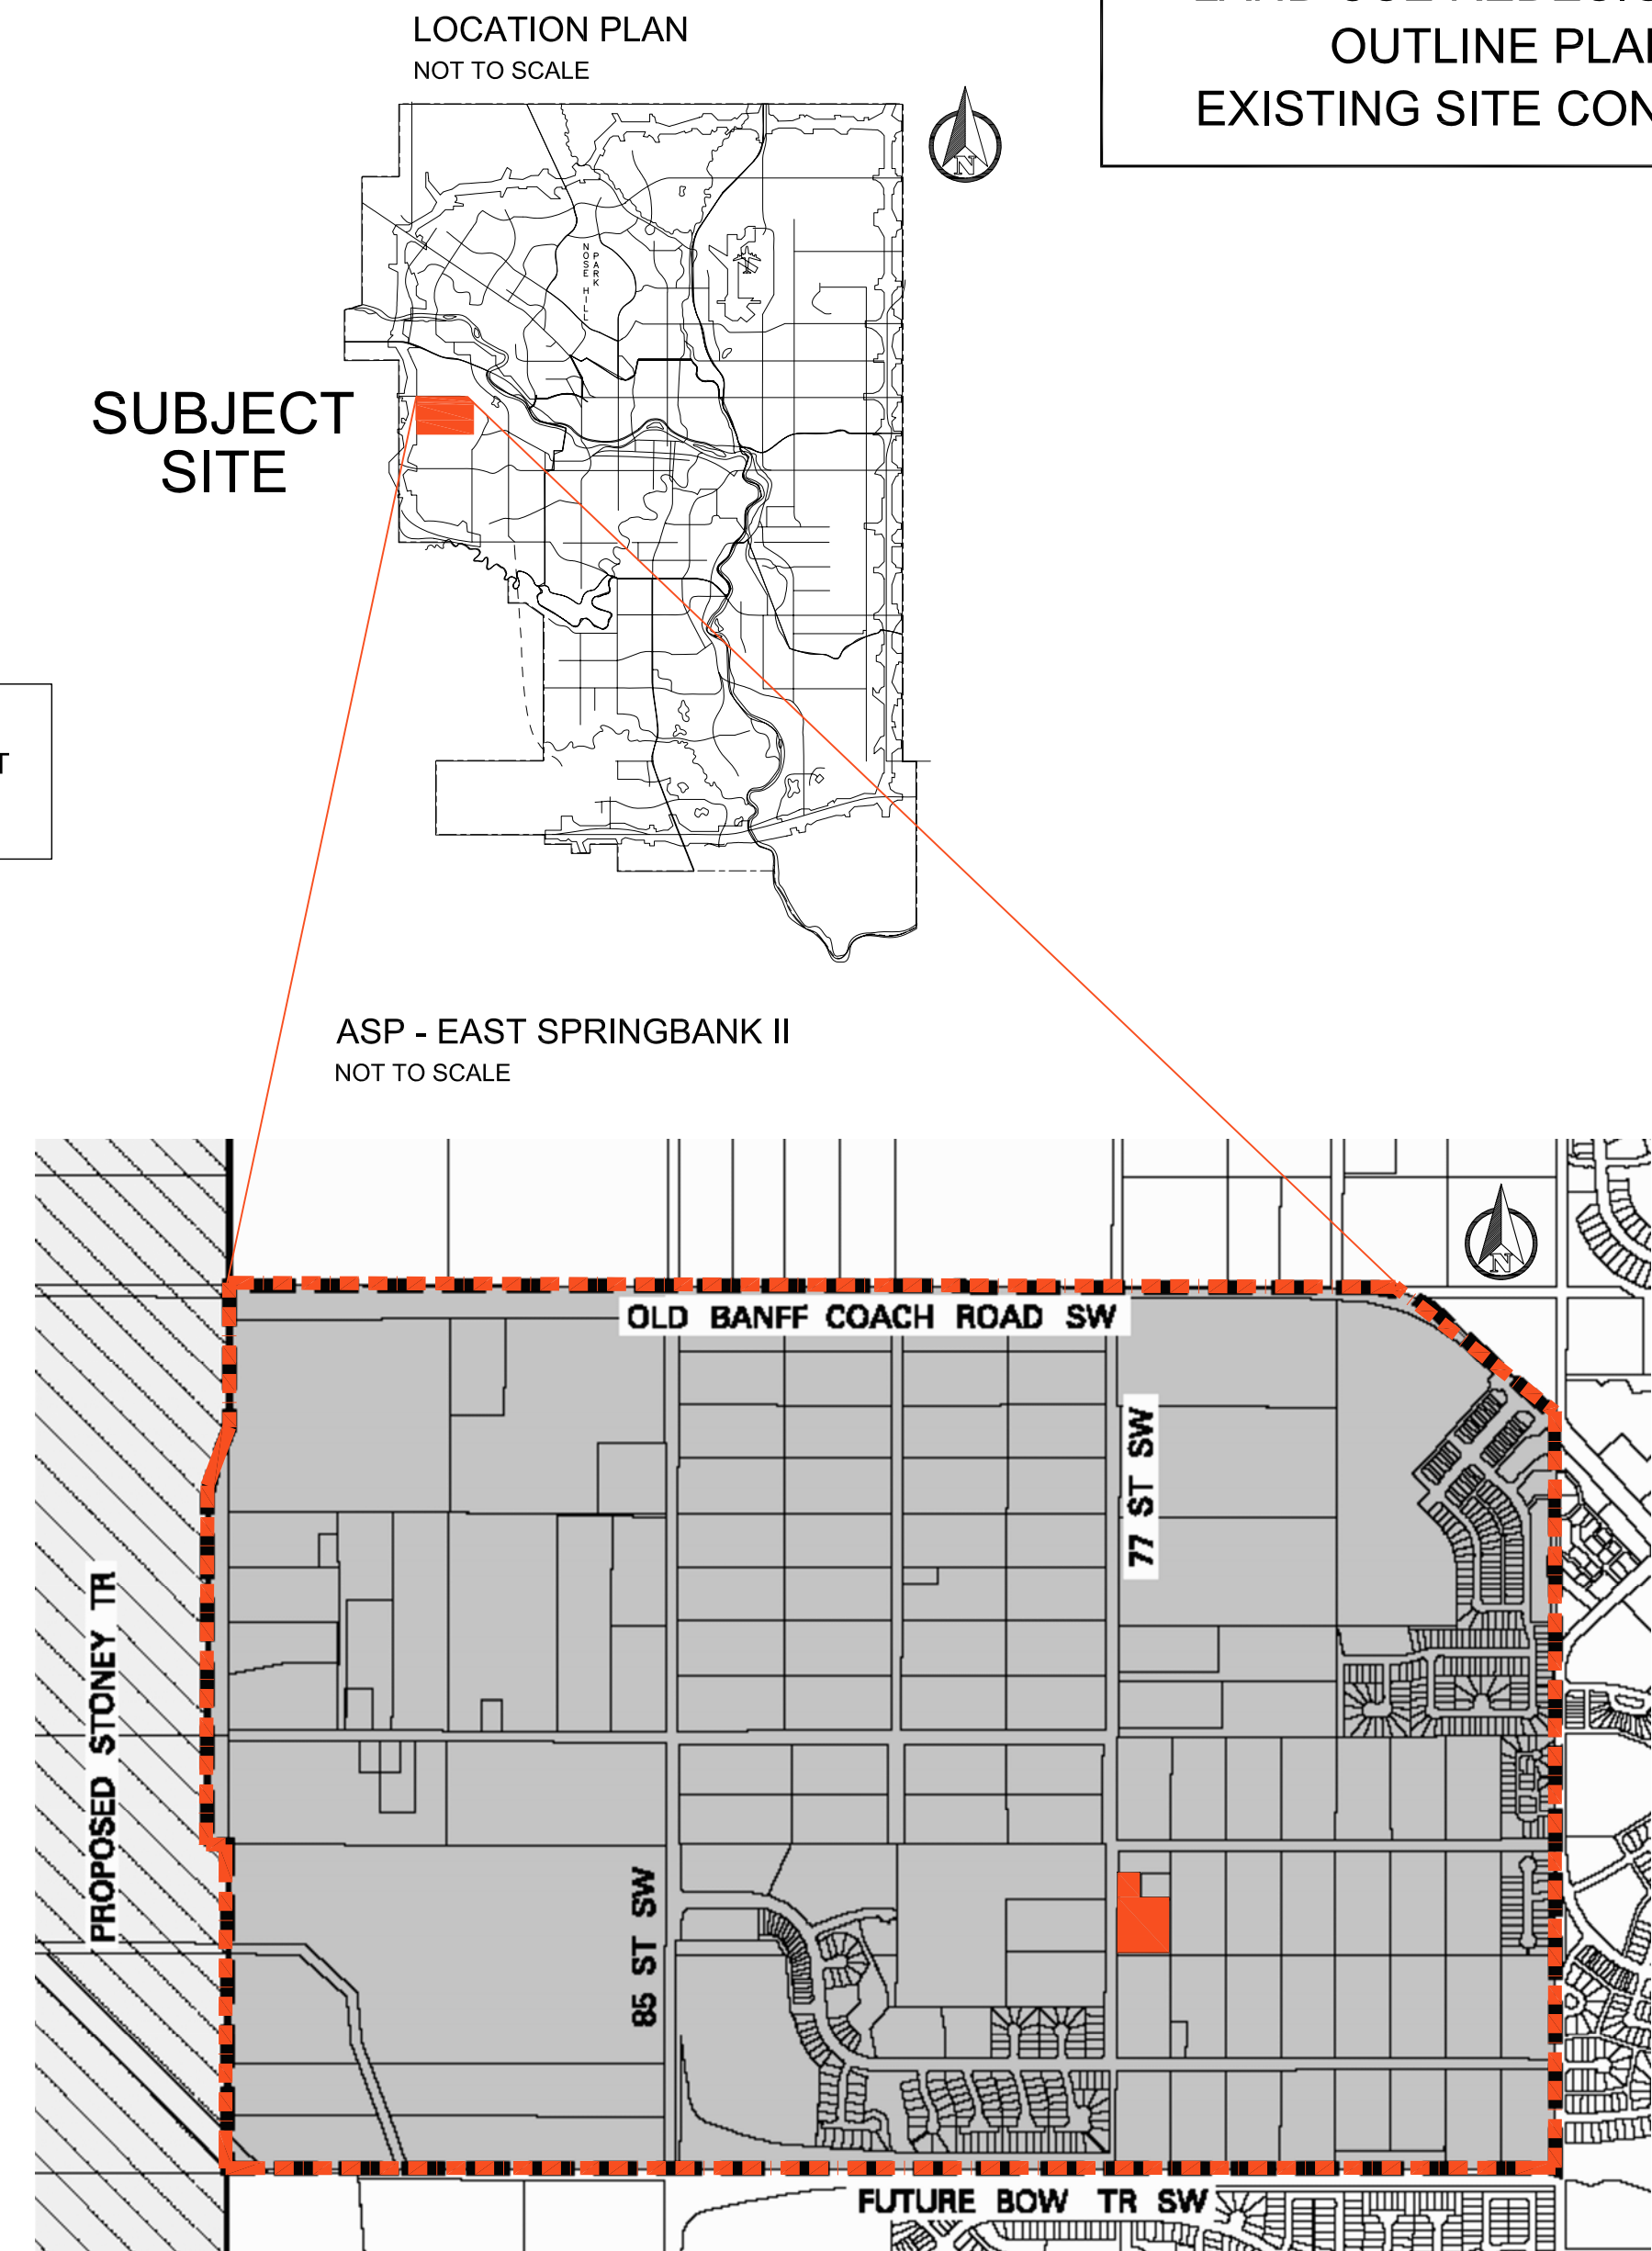 LOCATION PLAN
NOT TO SCALE
OUTLINE PLA
EXISTING SITE CON
N
NOSE HILL
PARK
SUBJECT
SITE
T
ASP - EAST SPRINGBANK II
NOT TO SCALE
N
OLD BANFF COACH ROAD SW
77 ST SW
PROPOSED STONEY TR
85 ST SW
FUTURE BOW TR SW